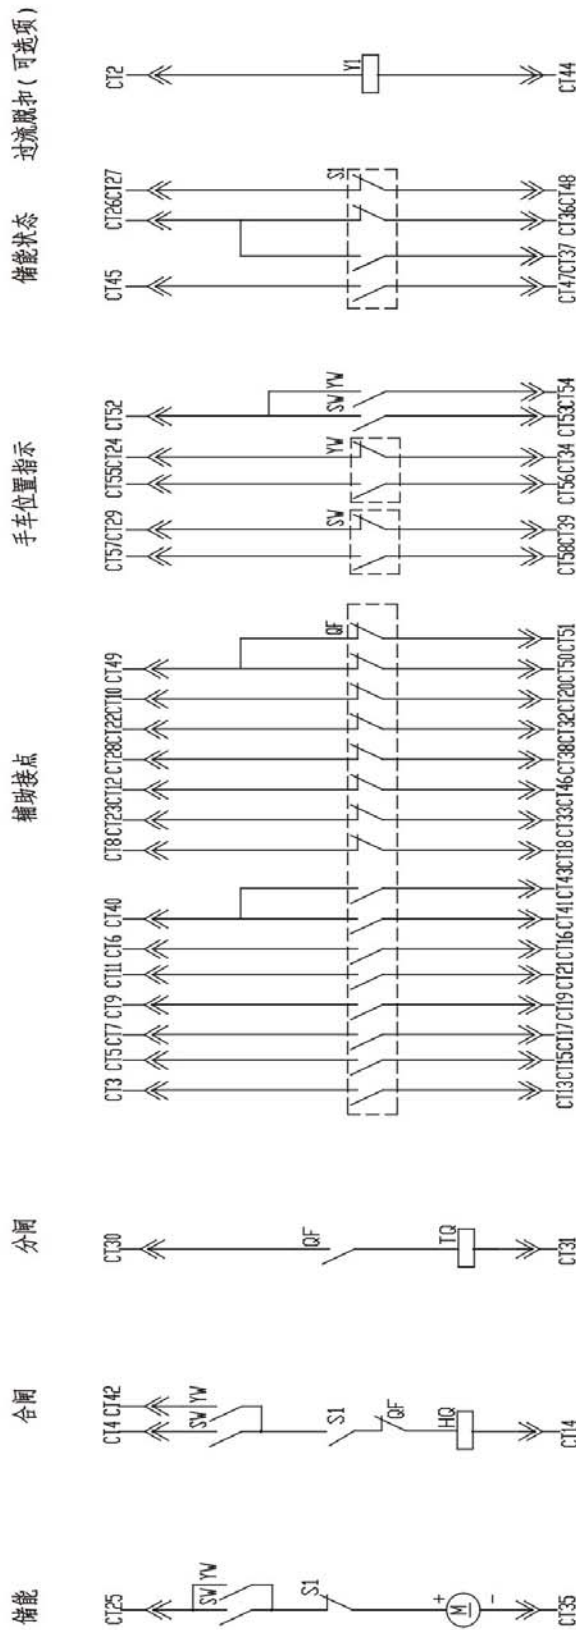 过流脱扣(可选项)
CT2
Y1
CT44
储能状态
CT26 CT27
S1
CT36 CT48
CT45
CT47 CT37
手车位置指示
CT52
SW YW
CT53 CT54
CT55 CT24
YW
CT56 CT34
CT57 CT29
SW
CT58 CT39
辅助接点
CT8 CT23 CT12 CT28 CT22 CT10 CT49
QF
CT18 CT33 CT46 CT38 CT32 CT20 CT50 CT51
CT3 CT5 CT7 CT9 CT11 CT6 CT40
CT13 CT15 CT17 CT19 CT21 CT16 CT41 CT43
分闸
CT30
QF
TQ
CT31
合闸
CT4 CT42
SW YW
S1
QF
HQ
CT14
储能
CT25
SW YW
S1
+ M -
CT35